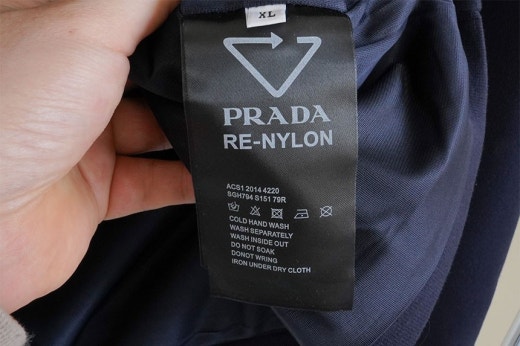 XL
PRADA
RE-NYLON
ACS1 2014 4220
SGH794 S151 79R
COLD HAND WASH
WASH SEPARATELY
WASH INSIDE OUT
DO NOT SOAK
DONOT WRING
IRON UNDER DRY CLOTH